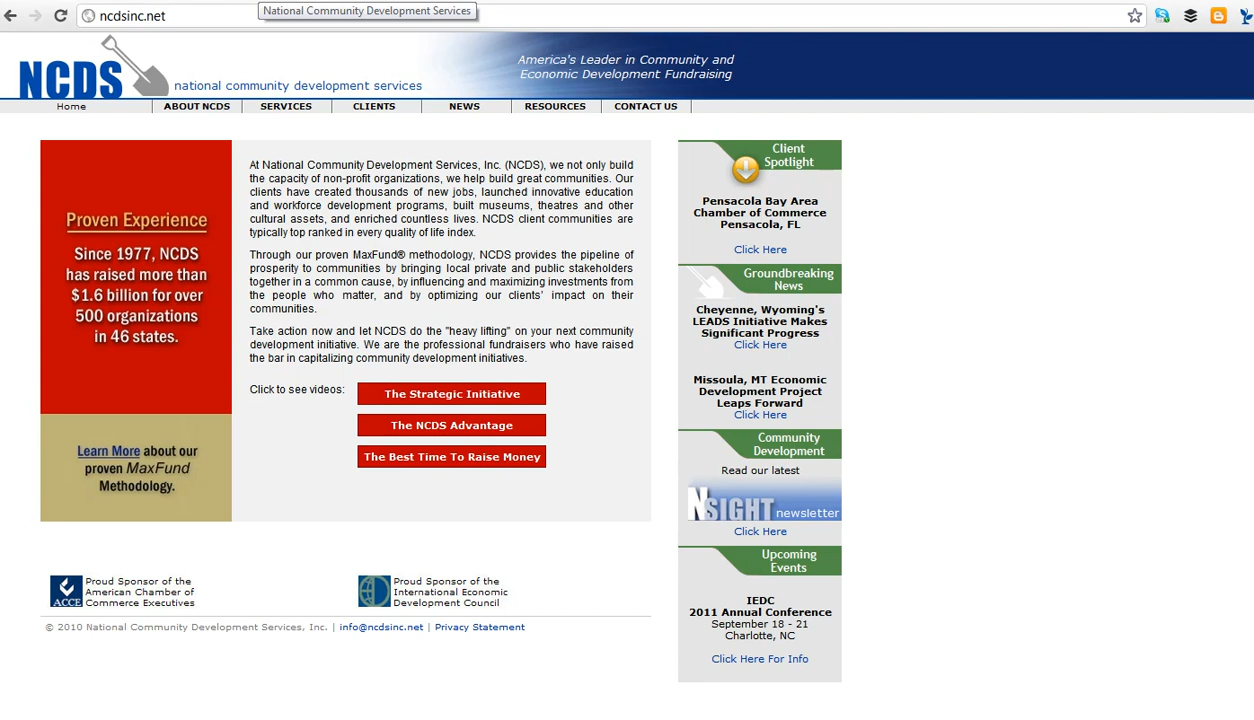 ncdsinc.net
National Community Development Services
NCDS
national community development services
America's Leader in Community and
Economic Development Fundraising
Home
ABOUT NCDS
SERVICES
CLIENTS
NEWS
RESOURCES
CONTACT US
Proven Experience
Since 1977, NCDS
has raised more than
$1.6 billion for over
500 organizations
in 46 states.
Learn More about our
proven MaxFund
Methodology.
At National Community Development Services, Inc. (NCDS), we not only build
the capacity of non-profit organizations, we help build great communities. Our
clients have created thousands of new jobs, launched innovative education
and workforce development programs, built museums, theatres and other
cultural assets, and enriched countless lives. NCDS client communities are
typically top ranked in every quality of life index.
Through our proven MaxFund® methodology, NCDS provides the pipeline of
prosperity to communities by bringing local private and public stakeholders
together in a common cause, by influencing and maximizing investments from
the people who matter, and by optimizing our clients' impact on their
communities.
Take action now and let NCDS do the "heavy lifting" on your next community
development initiative. We are the professional fundraisers who have raised
the bar in capitalizing community development initiatives.
Click to see videos:
The Strategic Initiative
The NCDS Advantage
The Best Time To Raise Money
Client
Spotlight
Pensacola Bay Area
Chamber of Commerce
Pensacola, FL
Click Here
Groundbreaking
News
Cheyenne, Wyoming's
LEADS Initiative Makes
Significant Progress
Click Here
Missoula, MT Economic
Development Project
Leaps Forward
Click Here
Community
Development
Read our latest
NSIGHT newsletter
Click Here
Upcoming
Events
IEDC
2011 Annual Conference
September 18 - 21
Charlotte, NC
Click Here For Info
ACCE
Proud Sponsor of the
American Chamber of
Commerce Executives
Proud Sponsor of the
International Economic
Development Council
© 2010 National Community Development Services, Inc. | info@ncdsinc.net | Privacy Statement